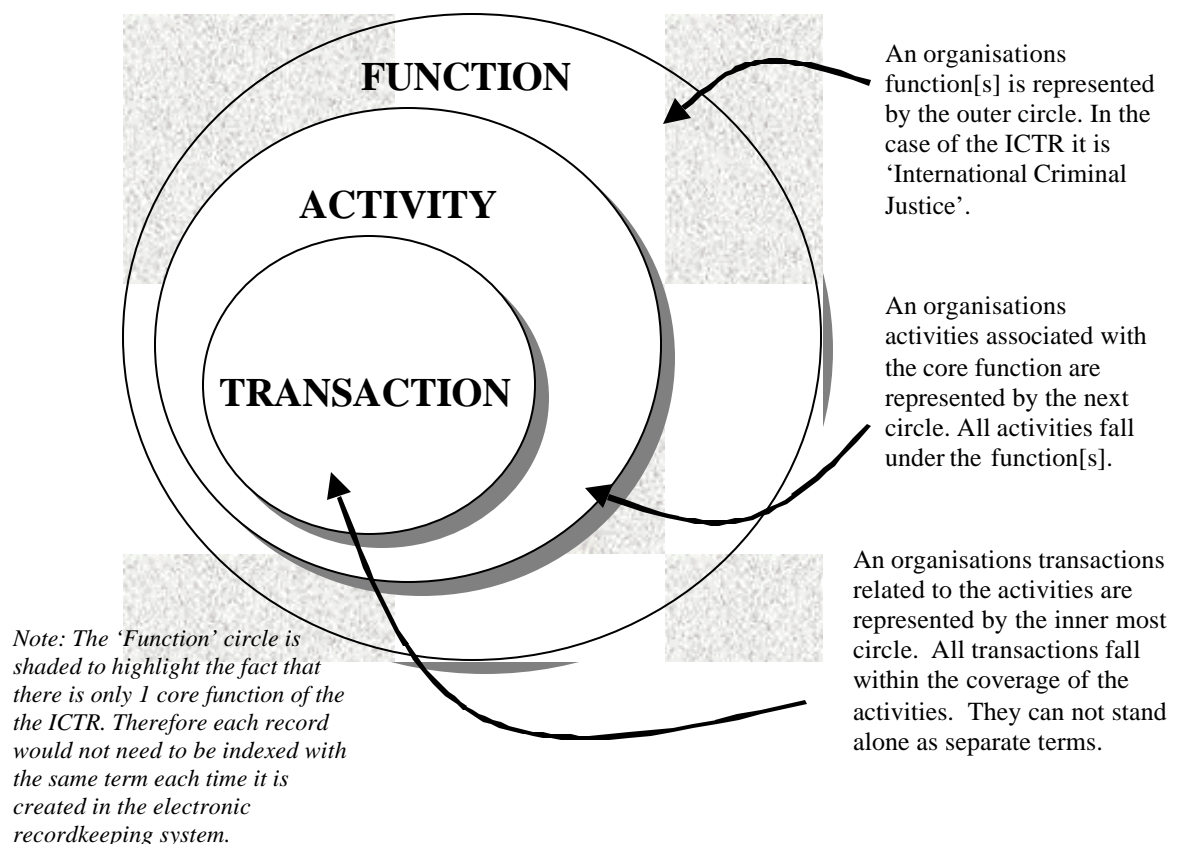 FUNCTION
ACTIVITY
TRANSACTION
An organisations
function[s] is represented
by the outer circle. In the
case of the ICTR it is
‘International Criminal
Justice’.
An organisations
activities associated with
the core function are
represented by the next
circle. All activities fall
under the function[s].
An organisations transactions
related to the activities are
represented by the inner most
circle.  All transactions fall
within the coverage of the
activities.  They can not stand
alone as separate terms.
Note: The ‘Function’ circle is
shaded to highlight the fact that
there is only 1 core function of the
the ICTR. Therefore each record
would not need to be indexed with
the same term each time it is
created in the electronic
recordkeeping system.